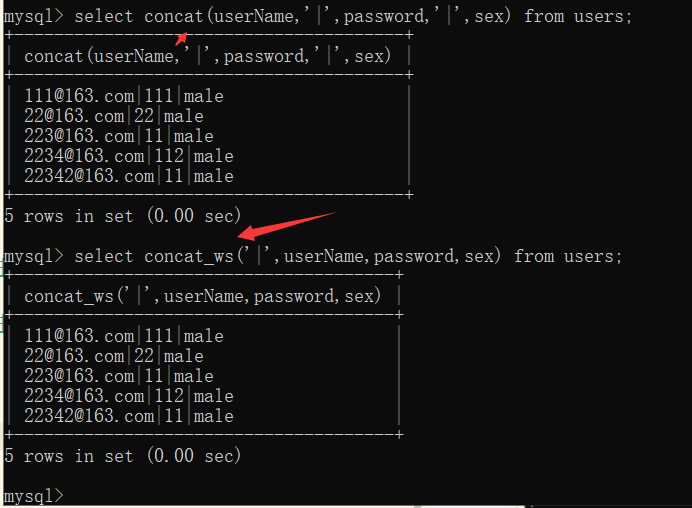 mysql> select concat(userName,'|',password,'|',sex) from users;
+---------------------------------------+
| concat(userName,'|',password,'|',sex) |
+---------------------------------------+
| 111@163.com|111|male                  |
| 22@163.com|22|male                    |
| 223@163.com|11|male                   |
| 2234@163.com|112|male                 |
| 22342@163.com|11|male                 |
+---------------------------------------+
5 rows in set (0.00 sec)
mysql> select concat_ws('|',userName,password,sex) from users;
+--------------------------------------+
| concat_ws('|',userName,password,sex) |
+--------------------------------------+
| 111@163.com|111|male                 |
| 22@163.com|22|male                   |
| 223@163.com|11|male                  |
| 2234@163.com|112|male                |
| 22342@163.com|11|male                |
+--------------------------------------+
5 rows in set (0.00 sec)
mysql>